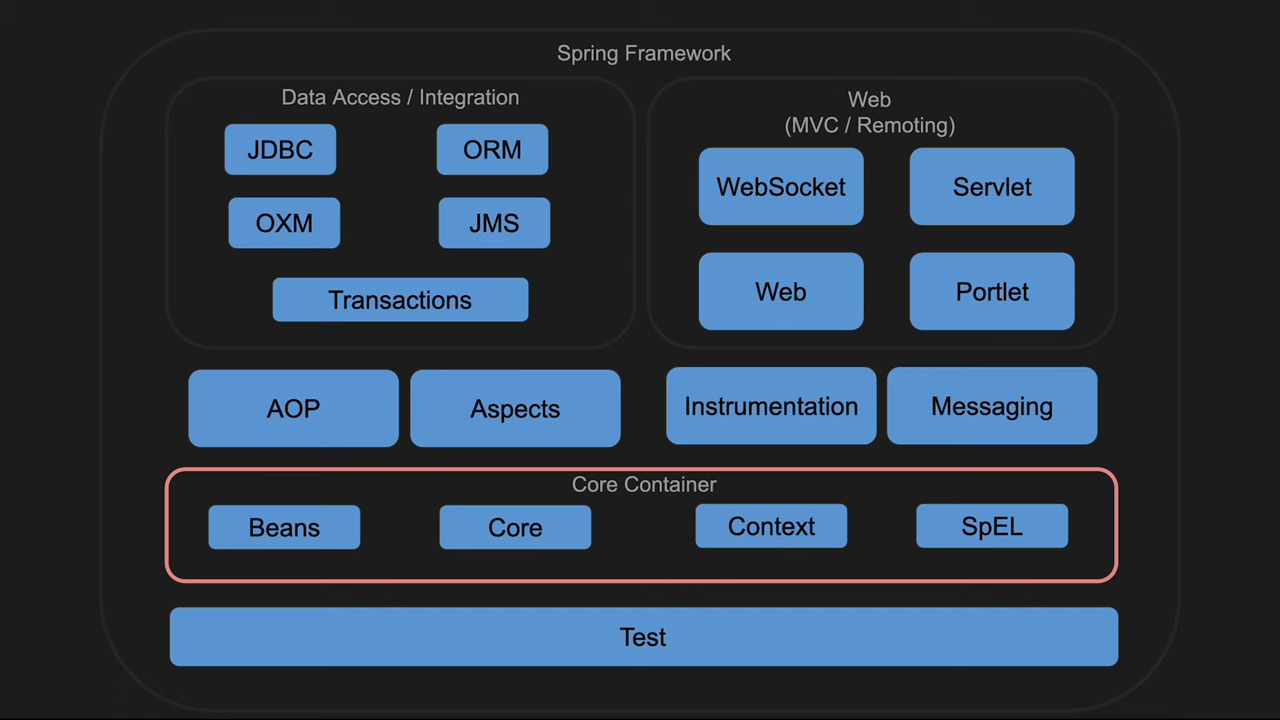 Spring Framework
Data Access / Integration
JDBC
ORM
OXM
JMS
Transactions
Web
(MVC / Remoting)
WebSocket
Servlet
Web
Portlet
AOP
Aspects
Instrumentation
Messaging
Core Container
Beans
Core
Context
SpEL
Test